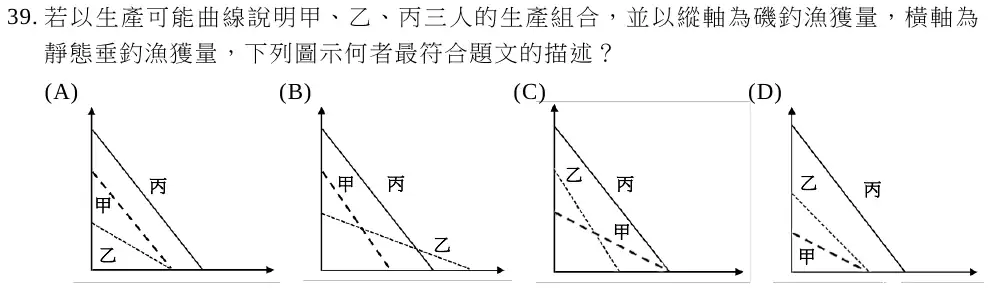 39. 若以生產可能曲線說明甲、乙、丙三人的生產組合，並以縱軸為磯釣漁獲量，橫軸為
靜態垂釣漁獲量，下列圖示何者最符合題文的描述？
(A) (B) (C) (D)
丙 甲 乙
甲 丙 乙
乙 丙 甲
乙 丙 甲